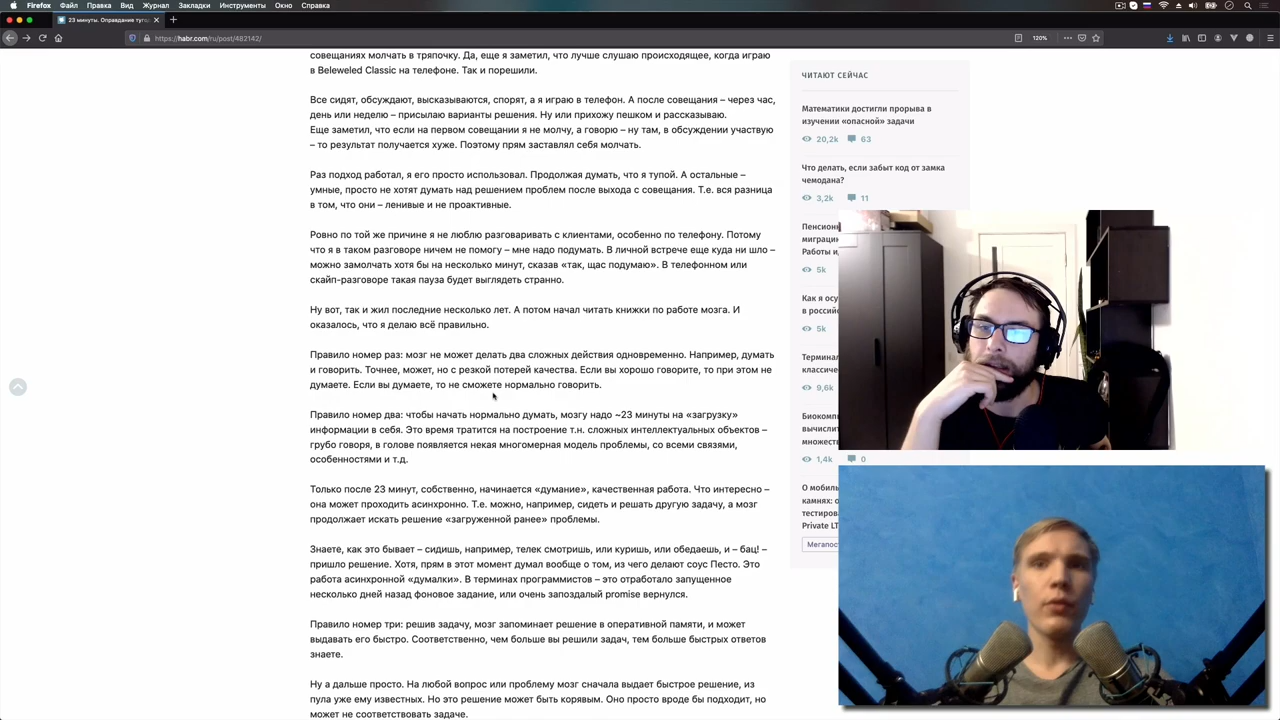 Firefox Файл Правка Вид Журнал Закладки Инструменты Окно Справка
23 минуты. Оправдание туго
https://habr.com/ru/post/482142/
120%
совещаниях молчать в тряпочку. Да, еще я заметил, что лучше слушаю происходящее, когда играю
в Beleweled Classic на телефоне. Так и порешили.
Все сидят, обсуждают, высказываются, спорят, а я играю в телефон. А после совещания – через час,
день или неделю – присылаю варианты решения. Ну или прихожу пешком и рассказываю.
Еще заметил, что если на первом совещании я не молчу, а говорю – ну там, в обсуждении участвую
– то результат получается хуже. Поэтому прям заставлял себя молчать.
Раз подход работал, я его просто использовал. Продолжая думать, что я тупой. А остальные –
умные, просто не хотят думать над решением проблем после выхода с совещания. Т.е. вся разница
в том, что они – ленивые и не проактивные.
Ровно по той же причине я не люблю разговаривать с клиентами, особенно по телефону. Потому
что я в таком разговоре ничем не помогу – мне надо подумать. В личной встрече еще куда ни шло –
можно замолчать хотя бы на несколько минут, сказав «так, щас подумаю». В телефонном или
скайп-разговоре такая пауза будет выглядеть странно.
Ну вот, так и жил последние несколько лет. А потом начал читать книжки по работе мозга. И
оказалось, что я делаю всё правильно.
Правило номер раз: мозг не может делать два сложных действия одновременно. Например, думать
и говорить. Точнее, может, но с резкой потерей качества. Если вы хорошо говорите, то при этом не
думаете. Если вы думаете, то не сможете нормально говорить.
Правило номер два: чтобы начать нормально думать, мозгу надо ~23 минуты на «загрузку»
информации в себя. Это время тратится на построение т.н. сложных интеллектуальных объектов –
грубо говоря, в голове появляется некая многомерная модель проблемы, со всеми связями,
особенностями и т.д.
Только после 23 минут, собственно, начинается «думание», качественная работа. Что интересно –
она может проходить асинхронно. Т.е. можно, например, сидеть и решать другую задачу, а мозг
продолжает искать решение «загруженной ранее» проблемы.
Знаете, как это бывает – сидишь, например, телек смотришь, или куришь, или обедаешь, и – бац! –
пришло решение. Хотя, прям в этот момент думал вообще о том, из чего делают соус Песто. Это
работа асинхронной «думалки». В терминах программистов – это отработало запущенное
несколько дней назад фоновое задание, или очень запоздалый promise вернулся.
Правило номер три: решив задачу, мозг запоминает решение в оперативной памяти, и может
выдавать его быстро. Соответственно, чем больше вы решили задач, тем больше быстрых ответов
знаете.
Ну а дальше просто. На любой вопрос или проблему мозг сначала выдает быстрое решение, из
пула уже ему известных. Но это решение может быть корявым. Оно просто вроде бы подходит, но
может не соответствовать задаче.
ЧИТАЮТ СЕЙЧАС
Математики достигли прорыва в
изучении «опасной» задачи
20,2k 63
Что делать, если забыт код от замка
чемодана?
3,2k 11
Пенсион
миграци
Работы и
5k
Как я осу
в россий
5k
Терминал
классиче
9,6k
Биокомп
вычислит
множеств
1,4k 0
О мобиль
камнях: о
тестиров
Private LT
Мегапост